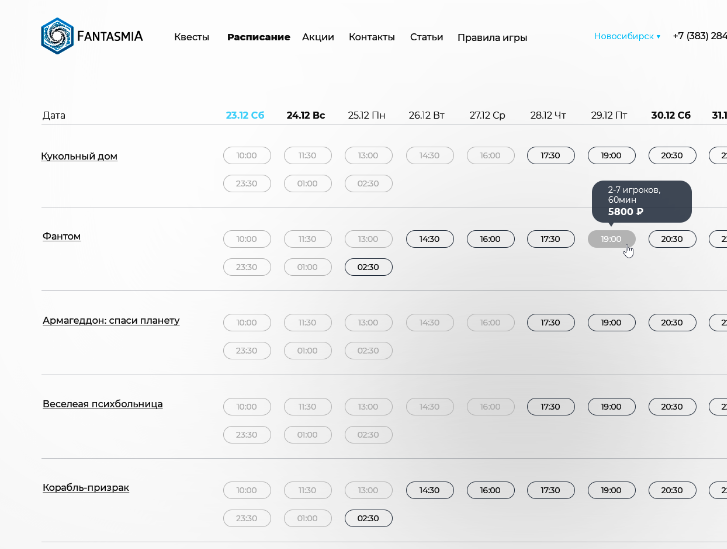 FANTASMIA Квесты Расписание Акции Контакты Статьи Правила игры Новосибирск ▾ +7 (383) 284
Дата 23.12 Сб 24.12 Вс 25.12 Пн 26.12 Вт 27.12 Ср 28.12 Чт 29.12 Пт 30.12 Сб 31.1
Кукольный дом 10:00 11:30 13:00 14:30 16:00 17:30 19:00 20:30
23:30 01:00 02:30
2-7 игроков,
60мин
5800 ₽
Фантом 10:00 11:30 13:00 14:30 16:00 17:30 19:00 20:30
23:30 01:00 02:30
Армагеддон: спаси планету 10:00 11:30 13:00 14:30 16:00 17:30 19:00 20:30
23:30 01:00 02:30
Веселеая психбольница 10:00 11:30 13:00 14:30 16:00 17:30 19:00 20:30
23:30 01:00 02:30
Корабль-призрак 10:00 11:30 13:00 14:30 16:00 17:30 19:00 20:30
23:30 01:00 02:30